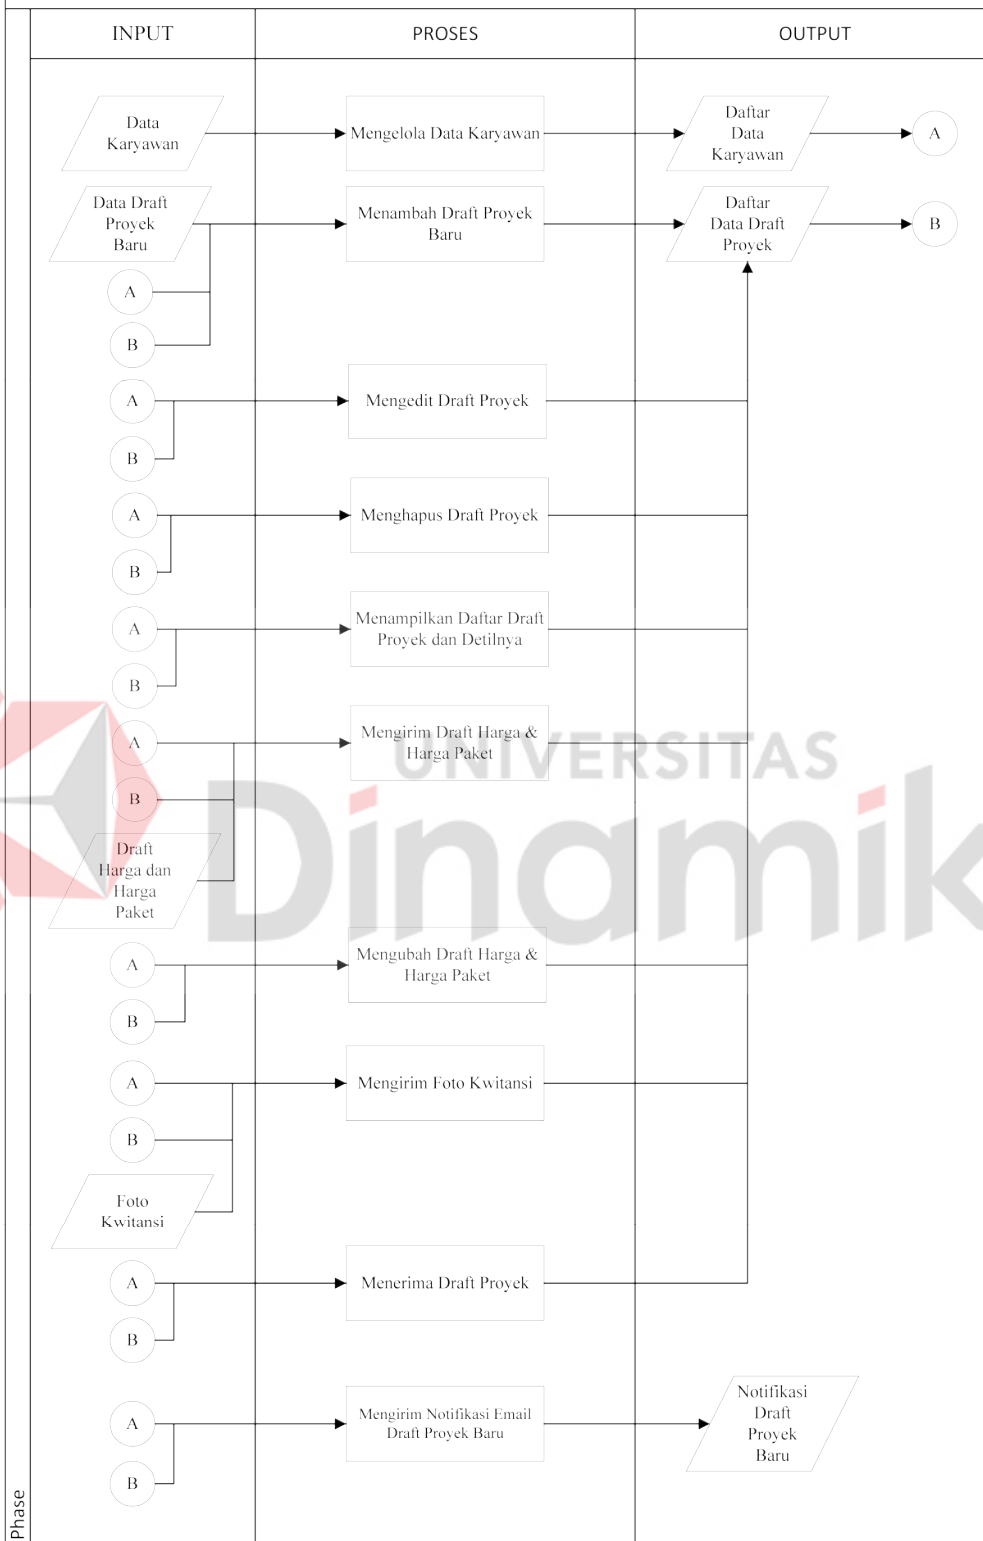 INPUT
PROSES
OUTPUT
Data
Karyawan
Mengelola Data Karyawan
Daftar
Data
Karyawan
A
Data Draft
Proyek
Baru
Menambah Draft Proyek
Baru
Daftar
Data Draft
Proyek
B
A
B
A
Mengedit Draft Proyek
B
A
Menghapus Draft Proyek
B
A
Menampilkan Daftar Draft
Proyek dan Detilnya
B
A
Mengirim Draft Harga &
Harga Paket
B
Draft
Harga dan
Harga
Paket
UNIVERSITAS
Dinamik
A
Mengubah Draft Harga &
Harga Paket
B
A
Mengirim Foto Kwitansi
B
Foto
Kwitansi
A
Menerima Draft Proyek
B
A
Mengirim Notifikasi Email
Draft Proyek Baru
Notifikasi
Draft
Proyek
Baru
B
Phase